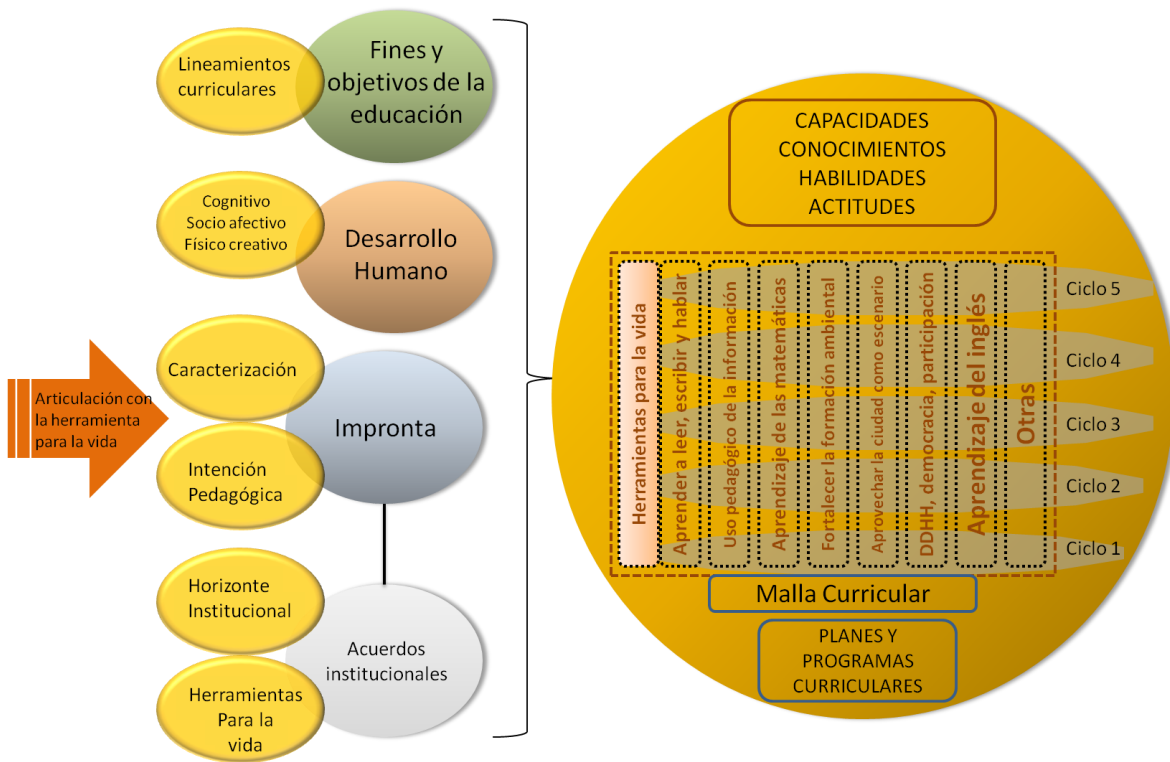 Lineamientos
curriculares
Fines y
objetivos de la
educación
Cognitivo
Socio afectivo
Físico creativo
Desarrollo
Humano
Articulación con
la herramienta
para la vida
Caracterización
Impronta
Intención
Pedagógica
Horizonte
Institucional
Acuerdos
institucionales
Herramientas
Para la
vida
CAPACIDADES
CONOCIMIENTOS
HABILIDADES
ACTITUDES
Herramientas para la vida
Aprender a leer, escribir y hablar
Uso pedagógico de la información
Aprendizaje de las matemáticas
Fortalecer la formación ambiental
Aprovechar la ciudad como escenario
DDHH, democracia, participación
Aprendizaje del inglés
Otras
Ciclo 5
Ciclo 4
Ciclo 3
Ciclo 2
Ciclo 1
Malla Curricular
PLANES Y
PROGRAMAS
CURRICULARES